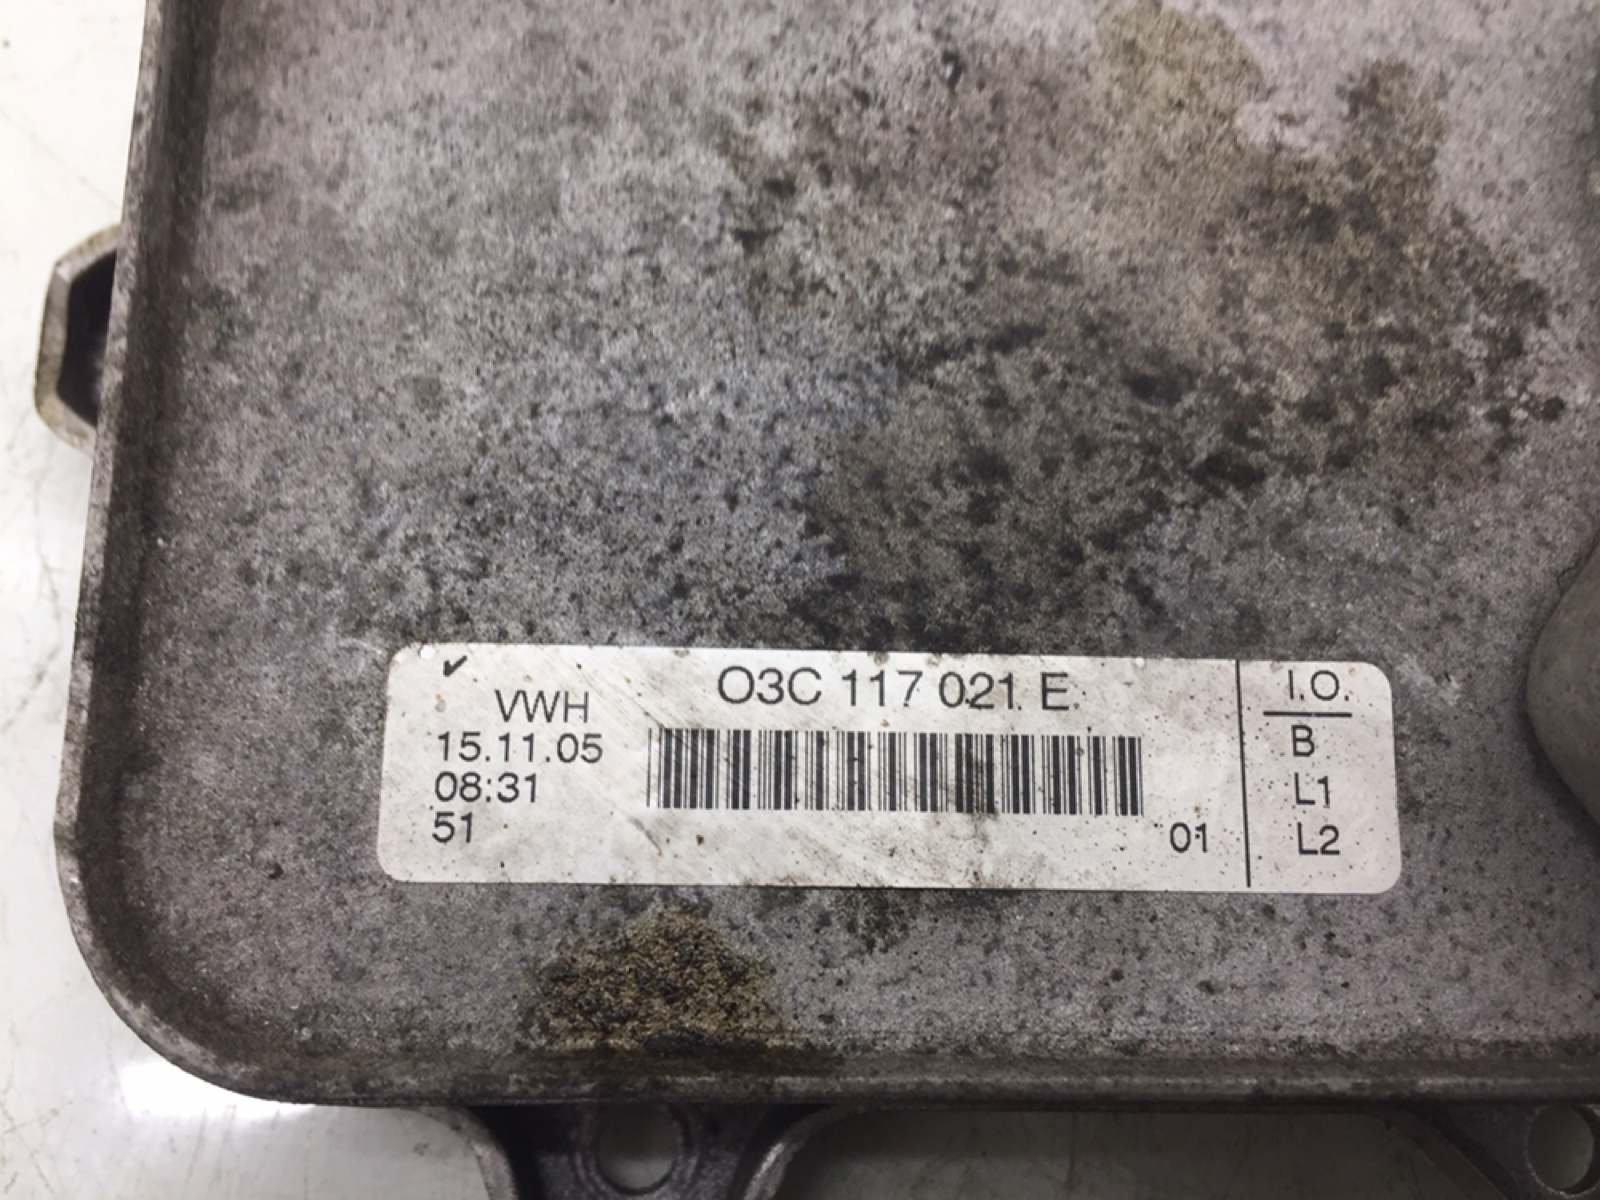 ✓
O3C 117 021 E
VWH
15.11.05
08:31
51
01
I.O.
B
L1
L2